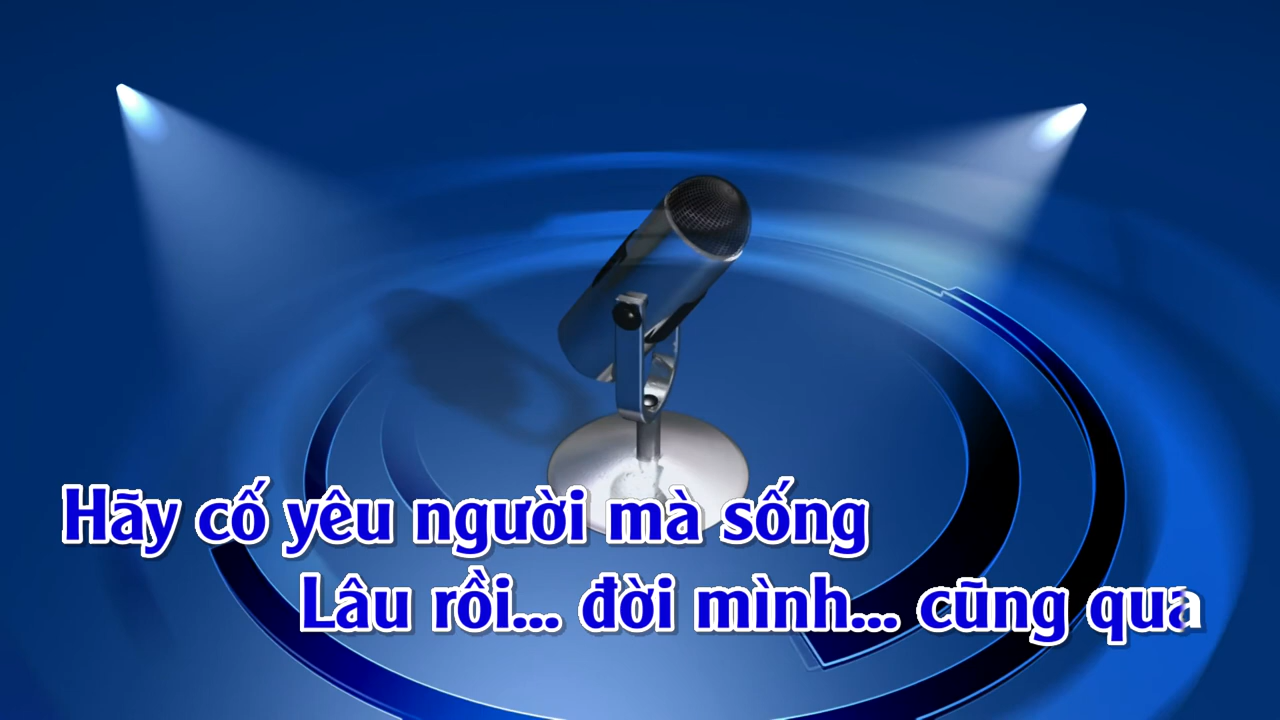 Hãy cố yêu người mà sống
Lâu rồi... đời mình... cũng qua